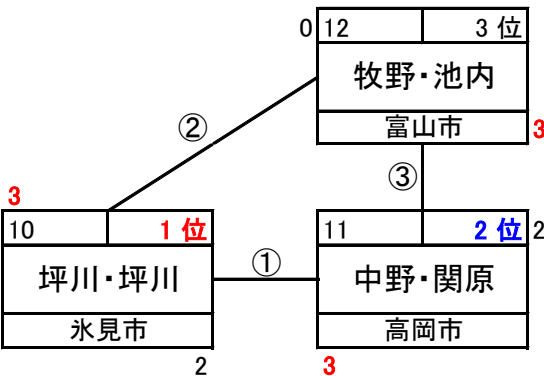 0 12 3 位
牧野・池内
富山市 3
②
③
3
10 1 位
坪川・坪川
氷見市
2
①
11 2 位 2
中野・関原
高岡市
3